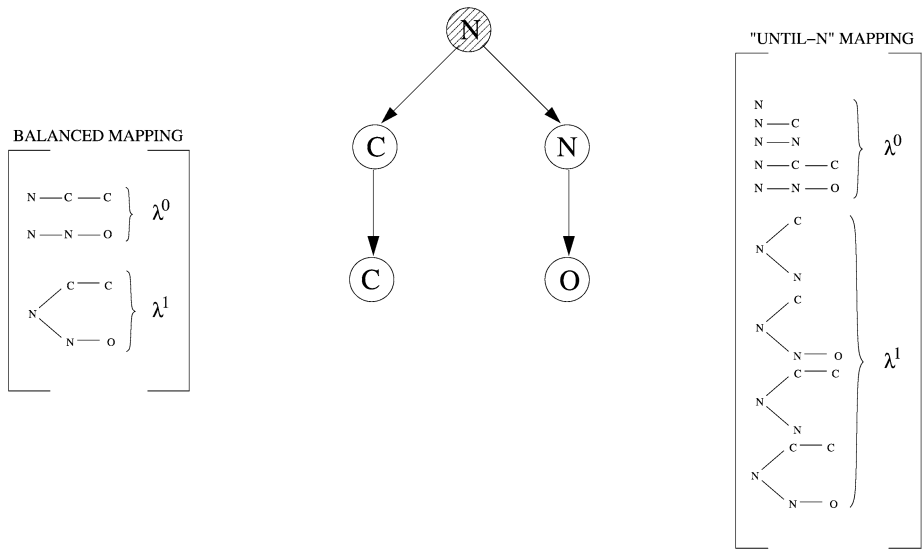 BALANCED MAPPING
N — C — C
N — N — O
λ⁰
C — C
N
N — O
λ¹
N
C N
C O
"UNTIL–N" MAPPING
N
N — C
N — N
N — C — C
N — N — O
λ⁰
C
N
N
C
N
N — O
C — C
N
N
C — C
N
N — O
λ¹